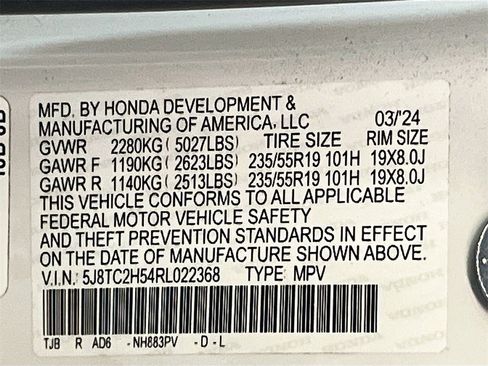 MFD. BY HONDA DEVELOPMENT &
MANUFACTURING OF AMERICA, LLC 03/'24
GVWR 2280KG ( 5027LBS ) TIRE SIZE RIM SIZE
GAWR F 1190KG ( 2623LBS ) 235/55R19 101H 19X8.0J
GAWR R 1140KG ( 2513LBS ) 235/55R19 101H 19X8.0J
THIS VEHICLE CONFORMS TO ALL APPLICABLE
FEDERAL MOTOR VEHICLE SAFETY
AND THEFT PREVENTION STANDARDS IN EFFECT
ON THE DATE OF MANUFACTURE SHOWN ABOVE.
V.I.N.: 5J8TC2H54RL022368 TYPE: MPV
TJB R AD6 -NH883PV -D-L